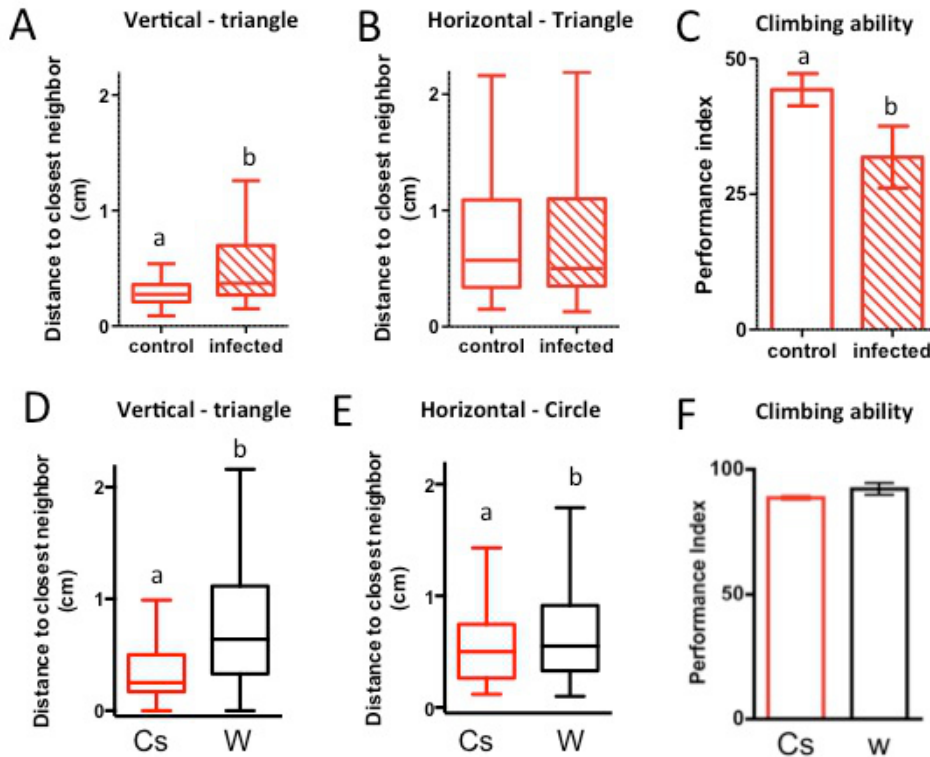 A
Vertical - triangle
Distance to closest neighbor
(cm)
2
1
0
a
b
control
infected
B
Horizontal - Triangle
Distance to closest neighbor
(cm)
2
1
0
control
infected
C
Climbing ability
Performance index
50
25
0
a
b
control
infected
D
Vertical - triangle
Distance to closest neighbor
(cm)
2
1
0
a
b
Cs
W
E
Horizontal - Circle
Distance to closest neighbor
(cm)
2
1
0
a
b
Cs
W
F
Climbing ability
Performance Index
100
50
0
Cs
w